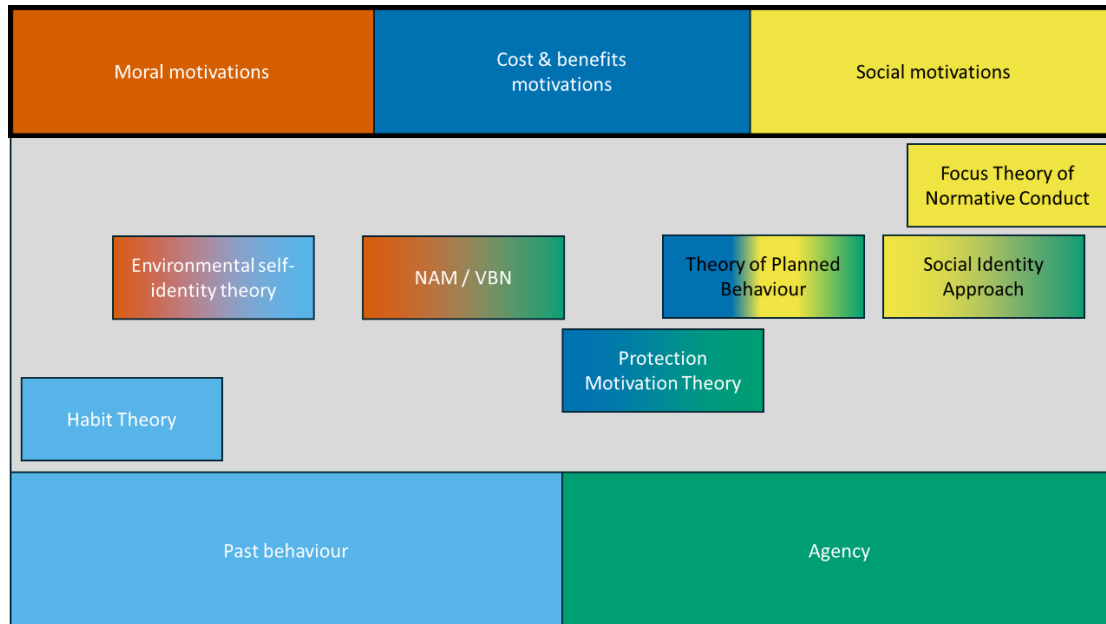 Moral motivations
Cost & benefits
motivations
Social motivations
Focus Theory of
Normative Conduct
Environmental self-
identity theory
NAM / VBN
Theory of Planned
Behaviour
Social Identity
Approach
Protection
Motivation Theory
Habit Theory
Past behaviour
Agency